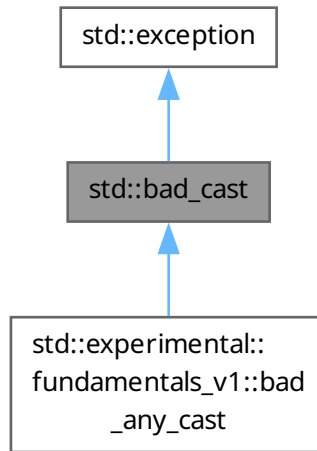 std::exception
std::bad_cast
std::experimental::
fundamentals_v1::bad
_any_cast